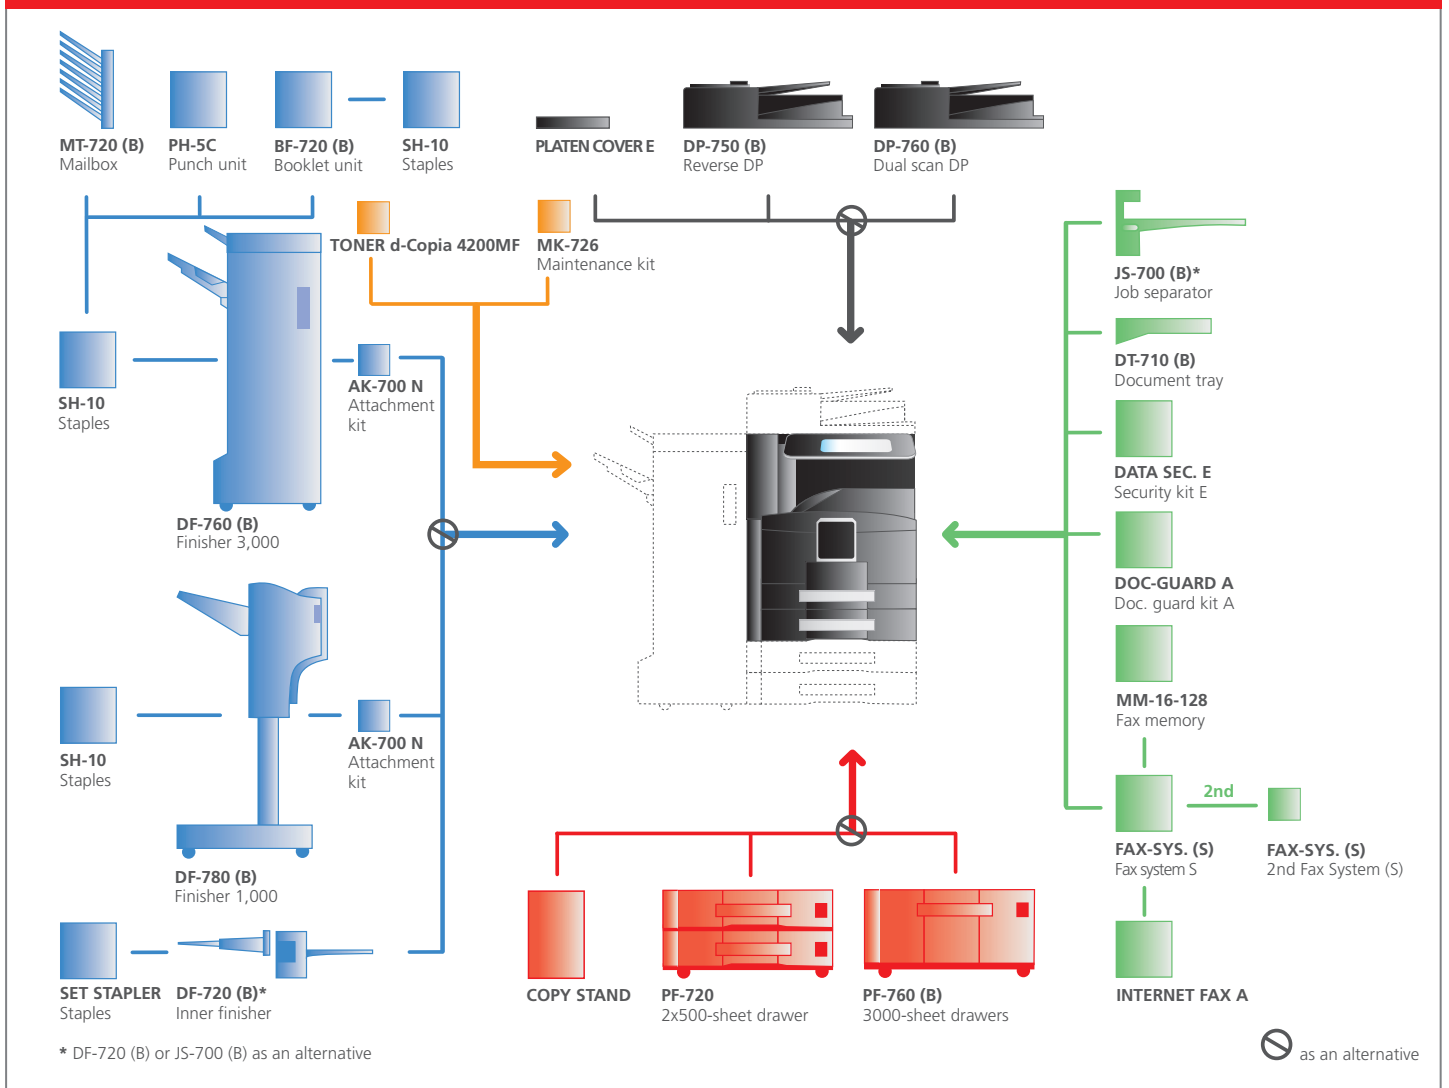 MT-720 (B)
Mailbox
PH-5C
Punch unit
BF-720 (B)
Booklet unit
SH-10
Staples
PLATEN COVER E
DP-750 (B)
Reverse DP
DP-760 (B)
Dual scan DP
TONER d-Copia 4200MF
MK-726
Maintenance kit
JS-700 (B)*
Job separator
DT-710 (B)
Document tray
SH-10
Staples
AK-700 N
Attachment
kit
DATA SEC. E
Security kit E
DF-760 (B)
Finisher 3,000
DOC-GUARD A
Doc. guard kit A
MM-16-128
Fax memory
SH-10
Staples
AK-700 N
Attachment
kit
2nd
FAX-SYS. (S)
Fax system S
FAX-SYS. (S)
2nd Fax System (S)
DF-780 (B)
Finisher 1,000
SET STAPLER
Staples
DF-720 (B)*
Inner finisher
COPY STAND
PF-720
2x500-sheet drawer
PF-760 (B)
3000-sheet drawers
INTERNET FAX A
* DF-720 (B) or JS-700 (B) as an alternative
as an alternative